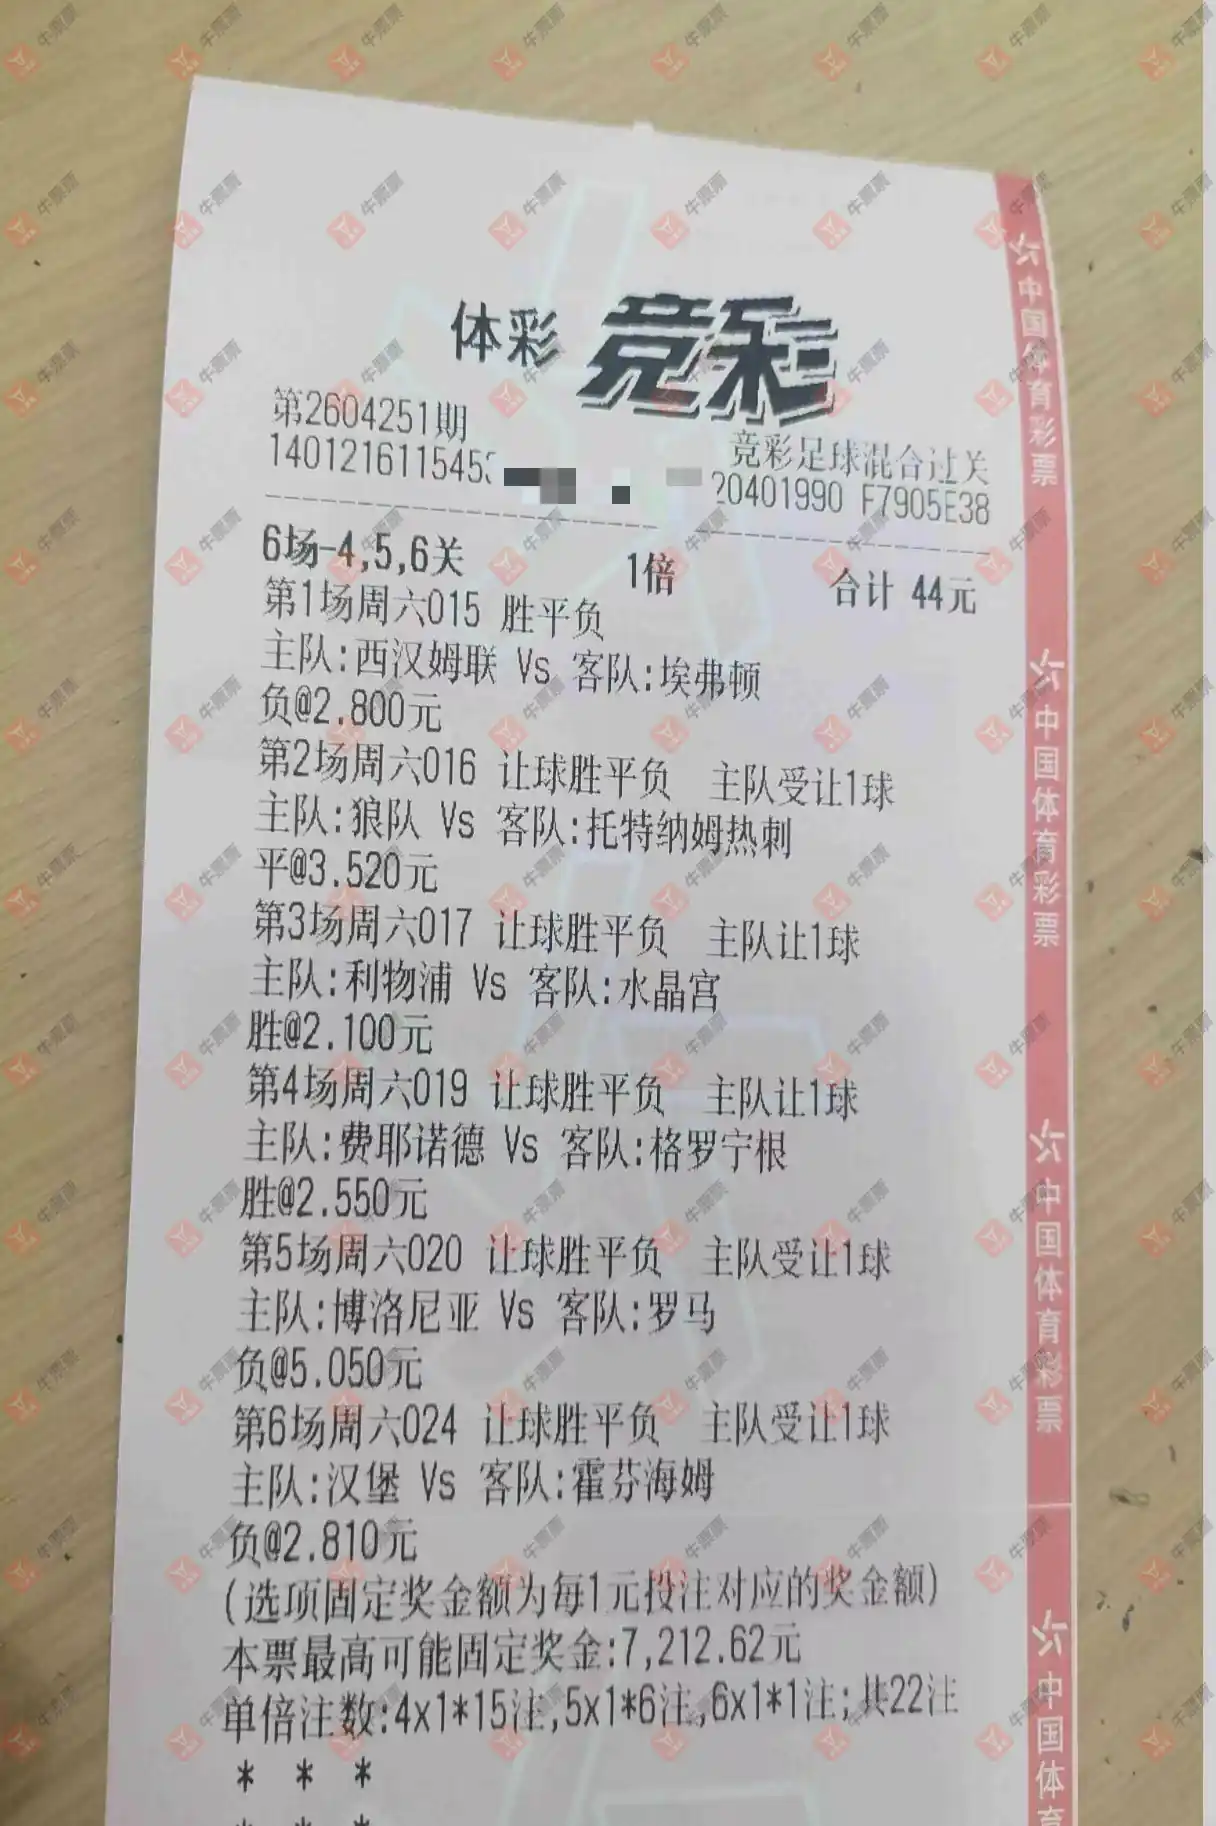 体彩 竞彩
第2604251期
竞彩足球混合过关
14012161154 20401990 F7905E38
6场-4,5,6关 1倍 合计 44元
第1场周六015 胜平负
主队:西汉姆联 Vs 客队:埃弗顿
负@2.800元
第2场周六016 让球胜平负 主队受让1球
主队:狼队 Vs 客队:托特纳姆热刺
平@3.520元
第3场周六017 让球胜平负 主队让1球
主队:利物浦 Vs 客队:水晶宫
胜@2.100元
第4场周六019 让球胜平负 主队让1球
主队:费耶诺德 Vs 客队:格罗宁根
胜@2.550元
第5场周六020 让球胜平负 主队受让1球
主队:博洛尼亚 Vs 客队:罗马
负@5.050元
第6场周六024 让球胜平负 主队受让1球
主队:汉堡 Vs 客队:霍芬海姆
负@2.810元
(选项固定奖金额为每1元投注对应的奖金额)
本票最高可能固定奖金:7,212.62元
单倍注数:4x1*15注,5x1*6注,6x1*1注;共22注
* * *
中国体育彩票
中国体育彩票
中国体育彩票
中国体育